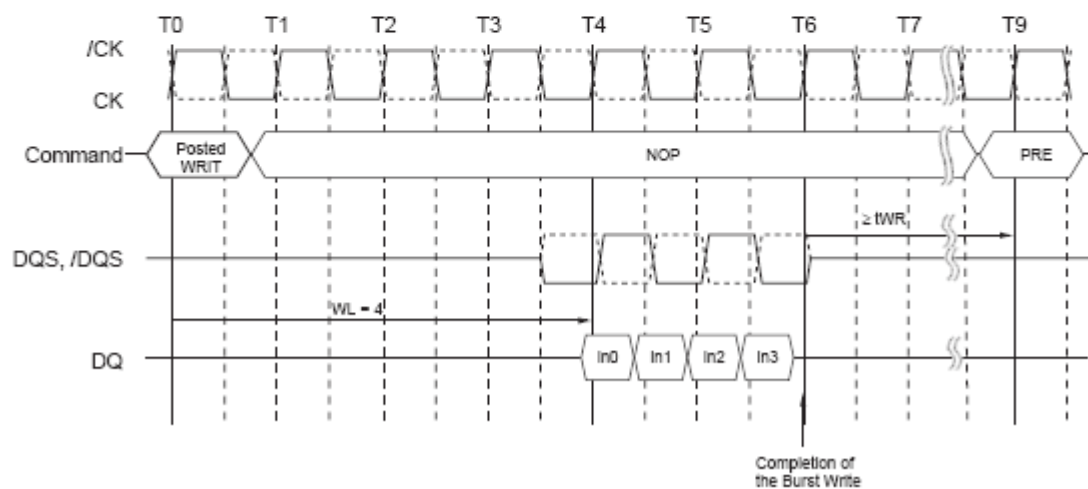 T0 T1 T2 T3 T4 T5 T6 T7 T9
/CK
CK
Command
Posted
WRIT
NOP
PRE
≥ tWR
DQS, /DQS
WL = 4
DQ
In0 In1 In2 In3
Completion of
the Burst Write